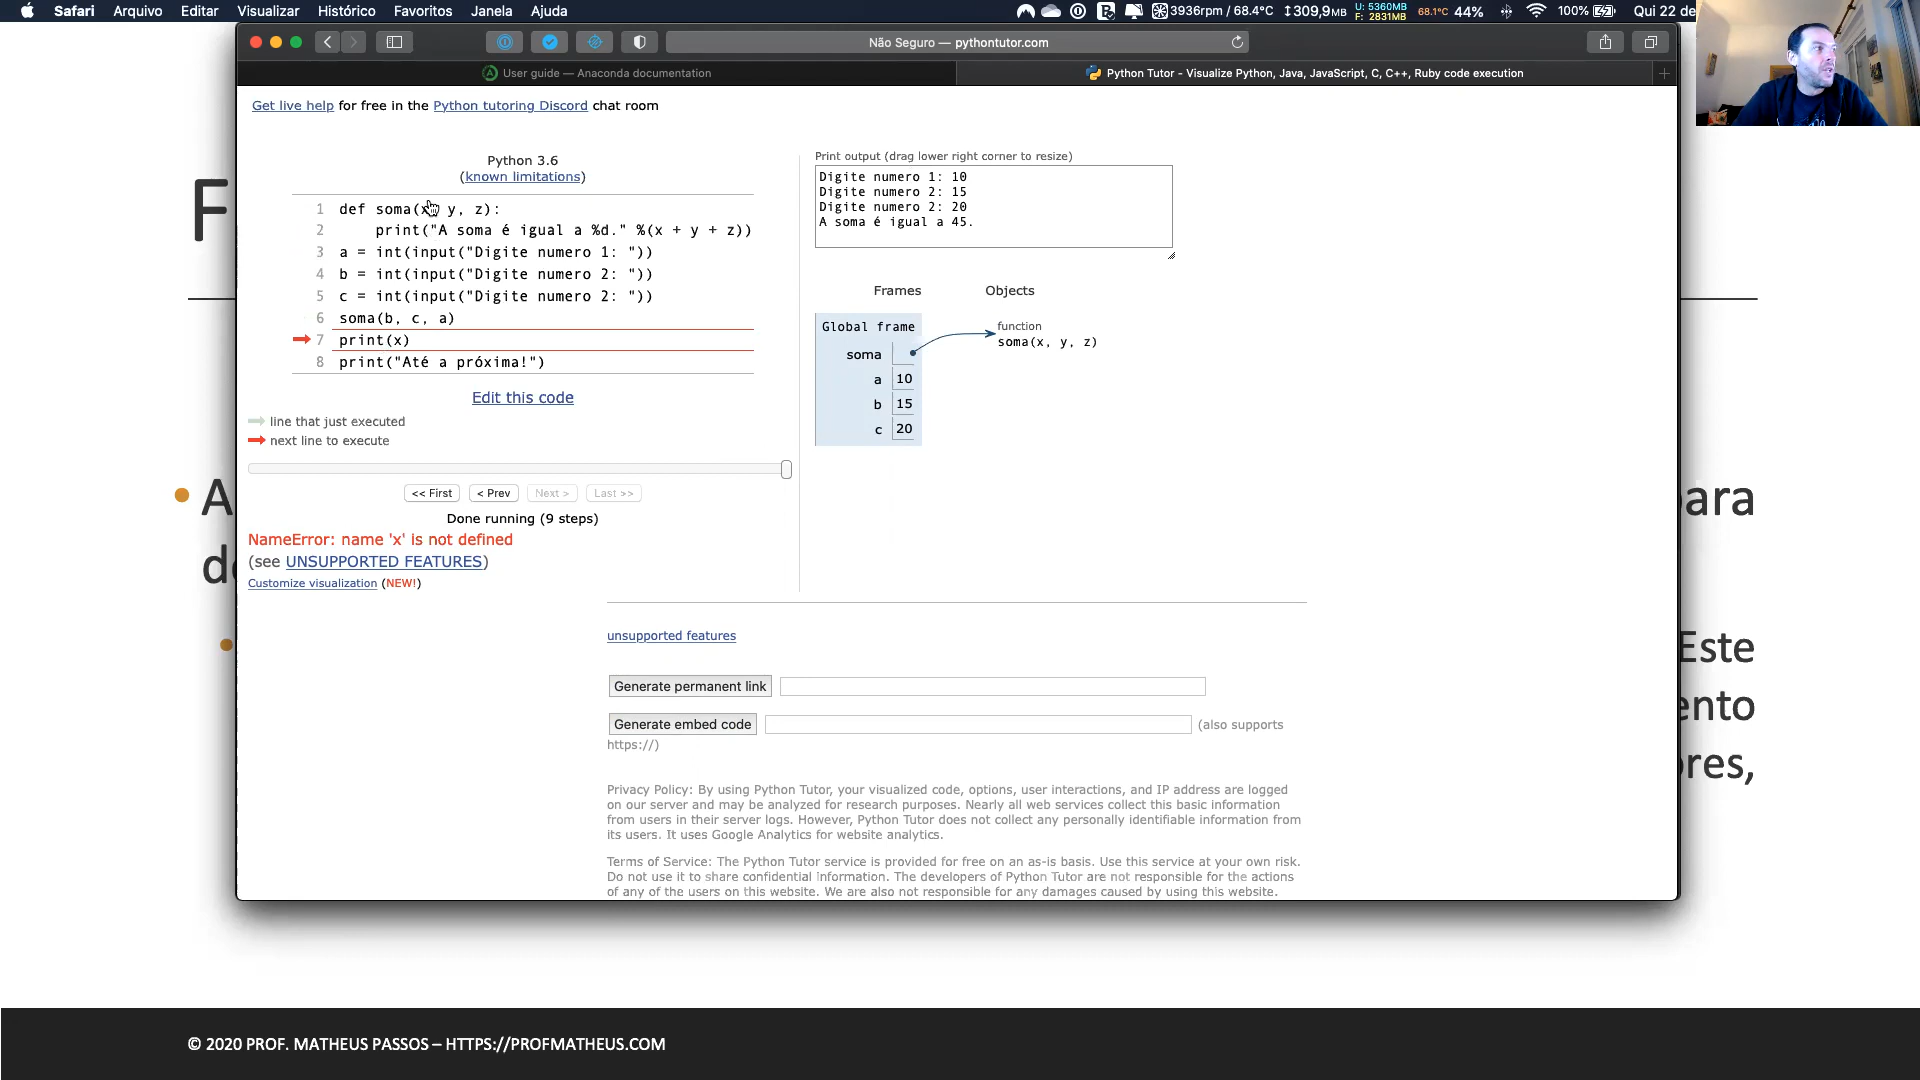 Safari Arquivo Editar Visualizar Histórico Favoritos Janela Ajuda 3936rpm / 68.4°C 309,9MB U: 5360MB F: 2831MB 68.1°C 44% 100% Qui 22 de
Não Seguro — pythontutor.com
User guide — Anaconda documentation
Python Tutor - Visualize Python, Java, JavaScript, C, C++, Ruby code execution
Get live help for free in the Python tutoring Discord chat room
Python 3.6
(known limitations)
1 def soma(x, y, z):
2 print("A soma é igual a %d." %(x + y + z))
3 a = int(input("Digite numero 1: "))
4 b = int(input("Digite numero 2: "))
5 c = int(input("Digite numero 2: "))
6 soma(b, c, a)
7 print(x)
8 print("Até a próxima!")
Edit this code
line that just executed
next line to execute
<< First < Prev Next > Last >>
Done running (9 steps)
NameError: name 'x' is not defined
(see UNSUPPORTED FEATURES)
Customize visualization (NEW!)
Print output (drag lower right corner to resize)
Digite numero 1: 10
Digite numero 2: 15
Digite numero 2: 20
A soma é igual a 45.
Frames Objects
Global frame
soma
a 10
b 15
c 20
function
soma(x, y, z)
unsupported features
Generate permanent link
Generate embed code (also supports
https://)
Privacy Policy: By using Python Tutor, your visualized code, options, user interactions, and IP address are logged
on our server and may be analyzed for research purposes. Nearly all web services collect this basic information
from users in their server logs. However, Python Tutor does not collect any personally identifiable information from
its users. It uses Google Analytics for website analytics.
Terms of Service: The Python Tutor service is provided for free on an as-is basis. Use this service at your own risk.
Do not use it to share confidential information. The developers of Python Tutor are not responsible for the actions
of any of the users on this website. We are also not responsible for any damages caused by using this website.
F
A
para
Este
ento
res,
© 2020 PROF. MATHEUS PASSOS – HTTPS://PROFMATHEUS.COM